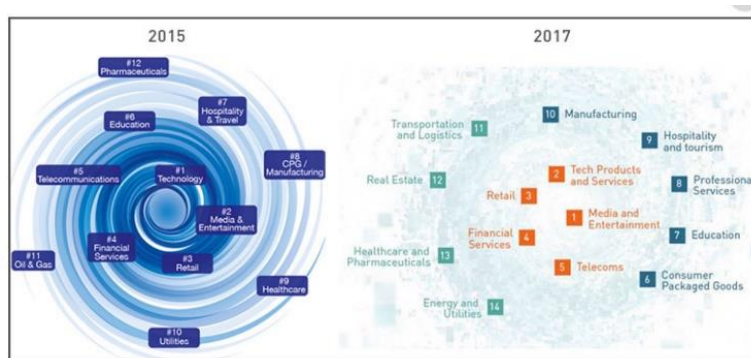 2015
#12
Pharmaceuticals
#7
Hospitality
& Travel
#6
Education
#8
CPG /
Manufacturing
#5
Telecommunications
#1
Technology
#2
Media &
Entertainment
#4
Financial
Services
#3
Retail
#11
Oil & Gas
#9
Healthcare
#10
Utilities
2017
10 Manufacturing
Transportation
and Logistics 11
9 Hospitality
and tourism
2 Tech Products
and Services
Real Estate 12
8 Professiona
Services
Retail 3
1 Media and
Entertainment
Financial
Services 4
7 Education
Healthcare and
Pharmaceuticals 13
5 Telecoms
6 Consumer
Packaged Goods
Energy and
Utilities 14